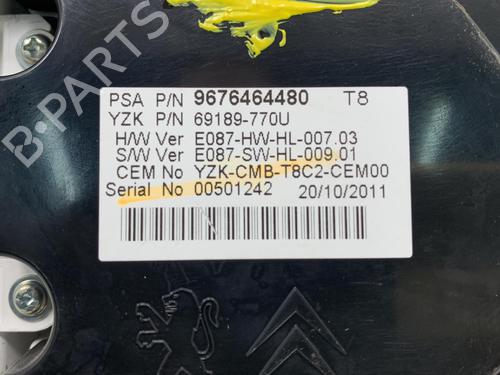 PSA P/N 9676464480 T8
YZK P/N 69189-770U
H/W Ver E087-HW-HL-007.03
S/W Ver E087-SW-HL-009.01
CEM No YZK-CMB-T8C2-CEM00
Serial No 00501242 20/10/2011
B-PARTS